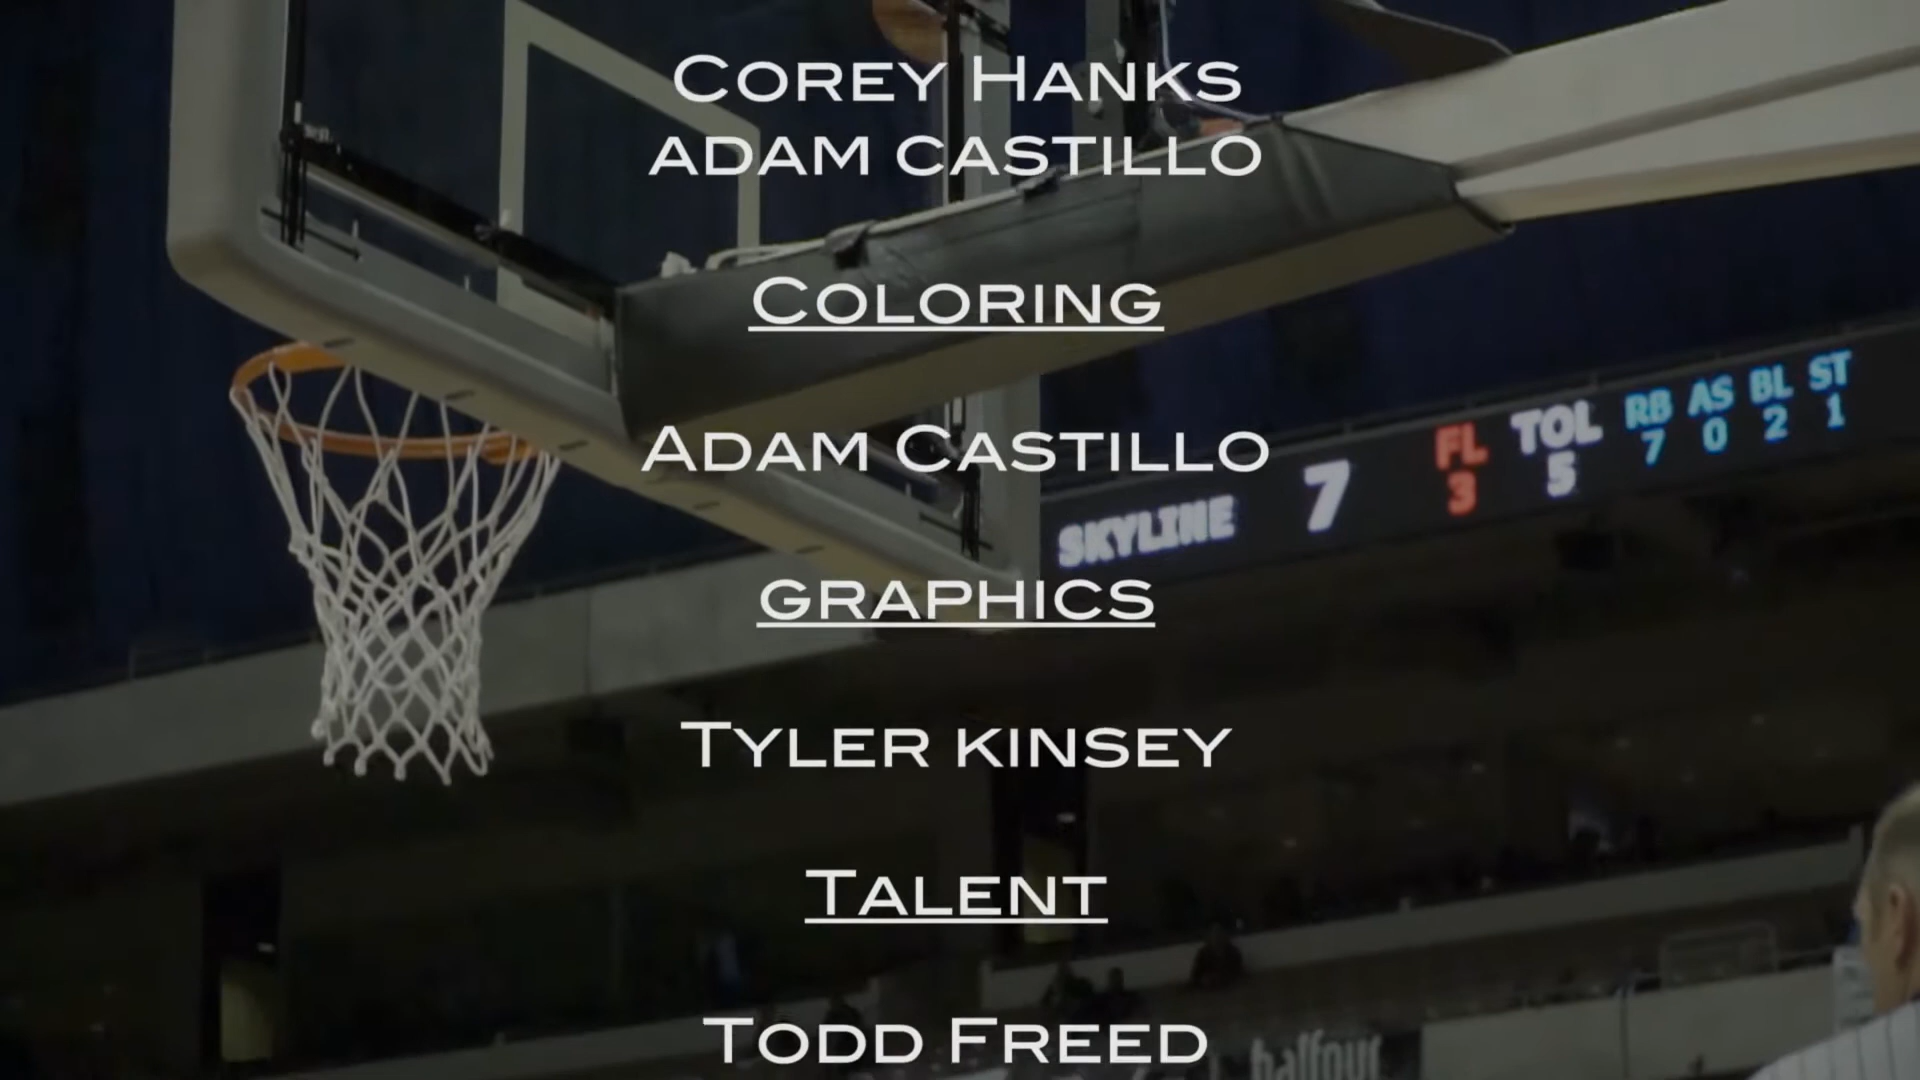 COREY HANKS
ADAM CASTILLO
COLORING
ADAM CASTILLO
GRAPHICS
TYLER KINSEY
TALENT
TODD FREED
SKYLINE 7 FL 3 TOL 5 RB 7 AS 0 BL 2 ST 1
balfour